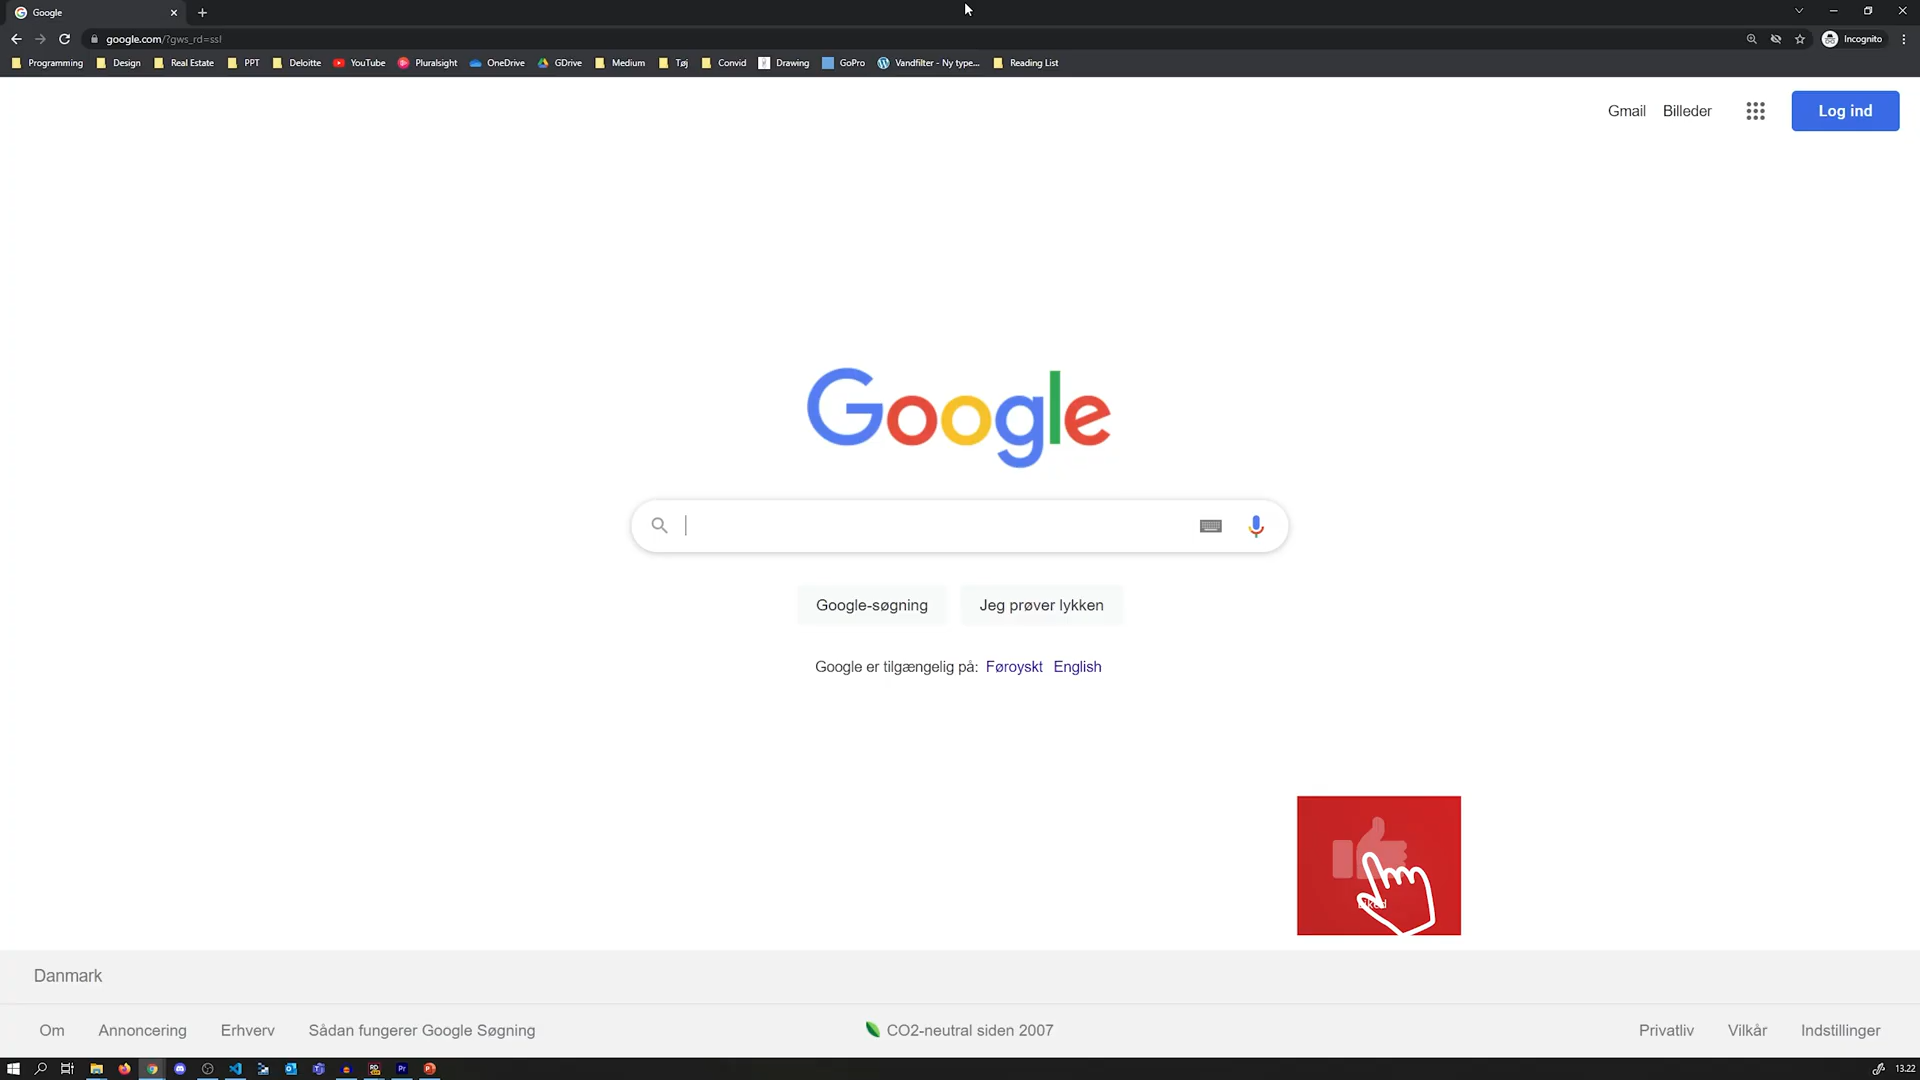 Google
google.com/?gws_rd=ssl
Incognito
Programming Design Real Estate PPT Deloitte YouTube Pluralsight OneDrive GDrive Medium Tøj Convid Drawing GoPro Vandfilter - Ny type... Reading List
Gmail Billeder Log ind
Google
Google-søgning Jeg prøver lykken
Google er tilgængelig på: Føroyskt English
Danmark
Om Annoncering Erhverv Sådan fungerer Google Søgning CO2-neutral siden 2007 Privatliv Vilkår Indstillinger
13.22